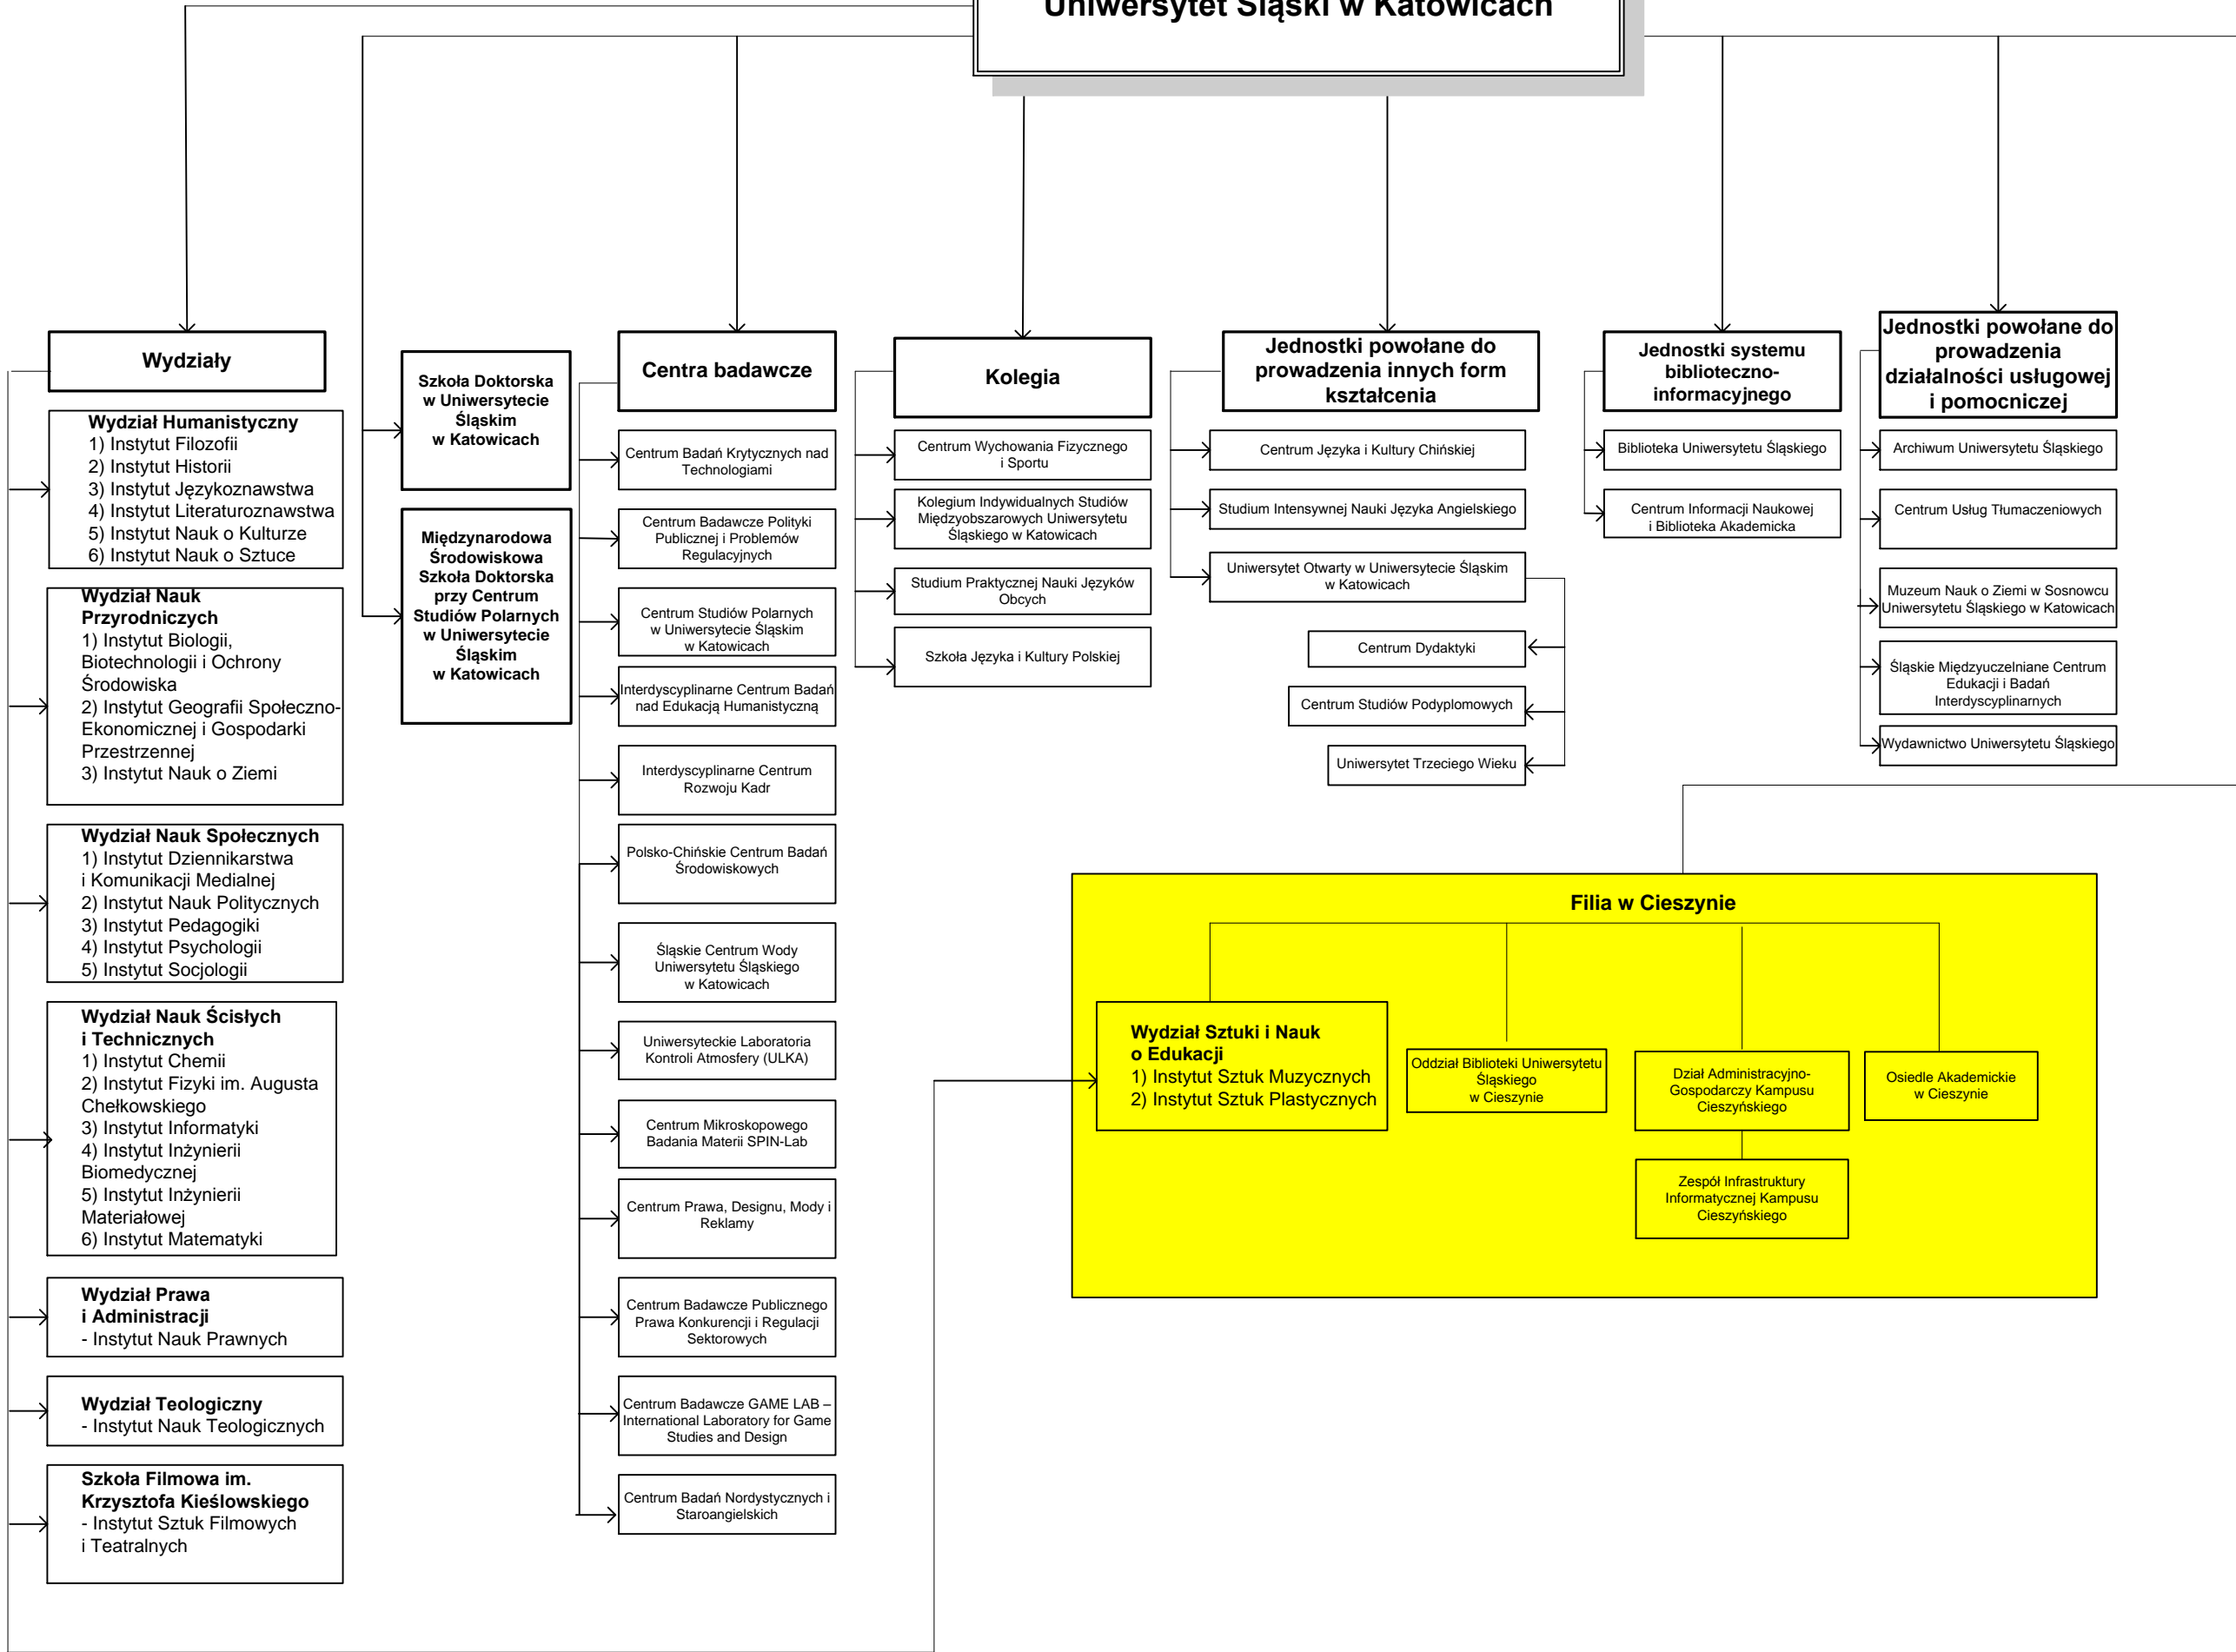 Uniwersytet Śląski w Katowicach
Wydziały
Wydział Humanistyczny
1) Instytut Filozofii
2) Instytut Historii
3) Instytut Językoznawstwa
4) Instytut Literaturoznawstwa
5) Instytut Nauk o Kulturze
6) Instytut Nauk o Sztuce
Wydział Nauk
Przyrodniczych
1) Instytut Biologii,
Biotechnologii i Ochrony
Środowiska
2) Instytut Geografii Społeczno-
Ekonomicznej i Gospodarki
Przestrzennej
3) Instytut Nauk o Ziemi
Wydział Nauk Społecznych
1) Instytut Dziennikarstwa
i Komunikacji Medialnej
2) Instytut Nauk Politycznych
3) Instytut Pedagogiki
4) Instytut Psychologii
5) Instytut Socjologii
Wydział Nauk Ścisłych
i Technicznych
1) Instytut Chemii
2) Instytut Fizyki im. Augusta
Chełkowskiego
3) Instytut Informatyki
4) Instytut Inżynierii
Biomedycznej
5) Instytut Inżynierii
Materiałowej
6) Instytut Matematyki
Wydział Prawa
i Administracji
- Instytut Nauk Prawnych
Wydział Teologiczny
- Instytut Nauk Teologicznych
Szkoła Filmowa im.
Krzysztofa Kieślowskiego
- Instytut Sztuk Filmowych
i Teatralnych
Szkoła Doktorska
w Uniwersytecie
Śląskim
w Katowicach
Międzynarodowa
Środowiskowa
Szkoła Doktorska
przy Centrum
Studiów Polarnych
w Uniwersytecie
Śląskim
w Katowicach
Centra badawcze
Centrum Badań Krytycznych nad
Technologiami
Centrum Badawcze Polityki
Publicznej i Problemów
Regulacyjnych
Centrum Studiów Polarnych
w Uniwersytecie Śląskim
w Katowicach
Interdyscyplinarne Centrum Badań
nad Edukacją Humanistyczną
Interdyscyplinarne Centrum
Rozwoju Kadr
Polsko-Chińskie Centrum Badań
Środowiskowych
Śląskie Centrum Wody
Uniwersytetu Śląskiego
w Katowicach
Uniwersyteckie Laboratoria
Kontroli Atmosfery (ULKA)
Centrum Mikroskopowego
Badania Materii SPIN-Lab
Centrum Prawa, Designu, Mody i
Reklamy
Centrum Badawcze Publicznego
Prawa Konkurencji i Regulacji
Sektorowych
Centrum Badawcze GAME LAB –
International Laboratory for Game
Studies and Design
Centrum Badań Nordystycznych i
Staroangielskich
Kolegia
Centrum Wychowania Fizycznego
i Sportu
Kolegium Indywidualnych Studiów
Międzyobszarowych Uniwersytetu
Śląskiego w Katowicach
Studium Praktycznej Nauki Języków
Obcych
Szkoła Języka i Kultury Polskiej
Jednostki powołane do
prowadzenia innych form
kształcenia
Centrum Języka i Kultury Chińskiej
Studium Intensywnej Nauki Języka Angielskiego
Uniwersytet Otwarty w Uniwersytecie Śląskim
w Katowicach
Centrum Dydaktyki
Centrum Studiów Podyplomowych
Uniwersytet Trzeciego Wieku
Jednostki systemu
biblioteczno-
informacyjnego
Biblioteka Uniwersytetu Śląskiego
Centrum Informacji Naukowej
i Biblioteka Akademicka
Jednostki powołane do
prowadzenia
działalności usługowej
i pomocniczej
Archiwum Uniwersytetu Śląskiego
Centrum Usług Tłumaczeniowych
Muzeum Nauk o Ziemi w Sosnowcu
Uniwersytetu Śląskiego w Katowicach
Śląskie Międzyuczelniane Centrum
Edukacji i Badań
Interdyscyplinarnych
Wydawnictwo Uniwersytetu Śląskiego
Filia w Cieszynie
Wydział Sztuki i Nauk
o Edukacji
1) Instytut Sztuk Muzycznych
2) Instytut Sztuk Plastycznych
Oddział Biblioteki Uniwersytetu
Śląskiego
w Cieszynie
Dział Administracyjno-
Gospodarczy Kampusu
Cieszyńskiego
Zespół Infrastruktury
Informatycznej Kampusu
Cieszyńskiego
Osiedle Akademickie
w Cieszynie